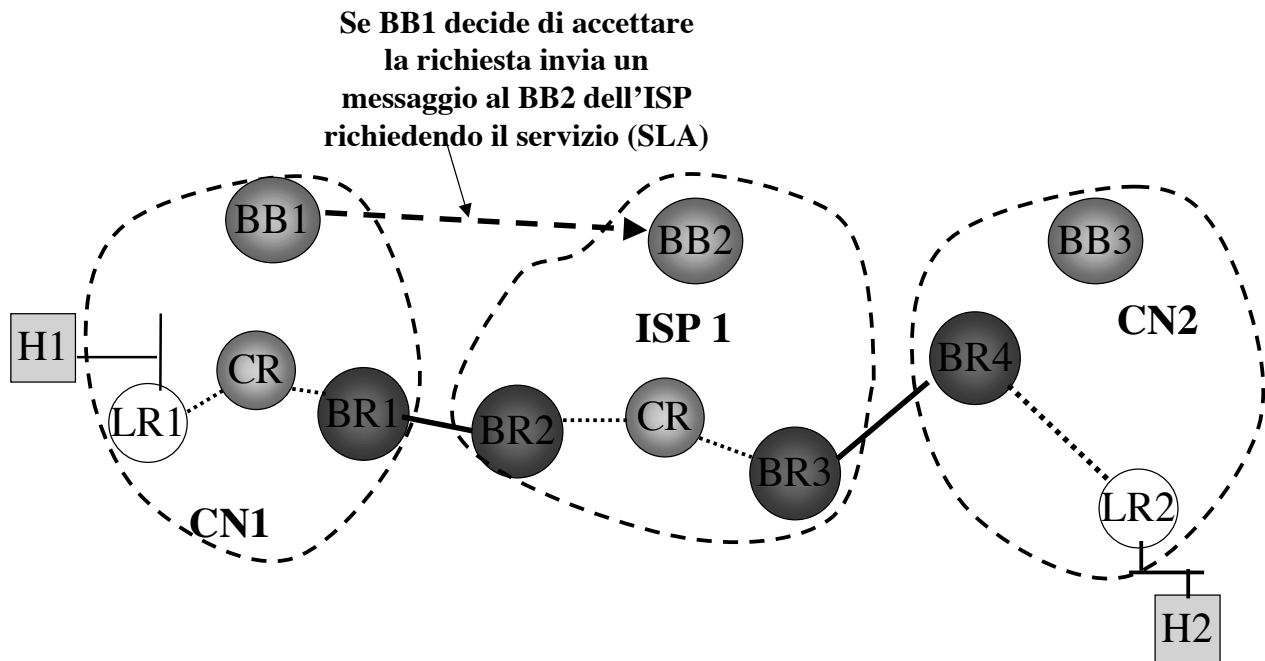 Se BB1 decide di accettare
la richiesta invia un
messaggio al BB2 dell'ISP
richiedendo il servizio (SLA)
BB1
BB2
BB3
ISP 1
CN2
H1
CR
BR4
LR1
BR1
BR2
CR
BR3
LR2
CN1
H2